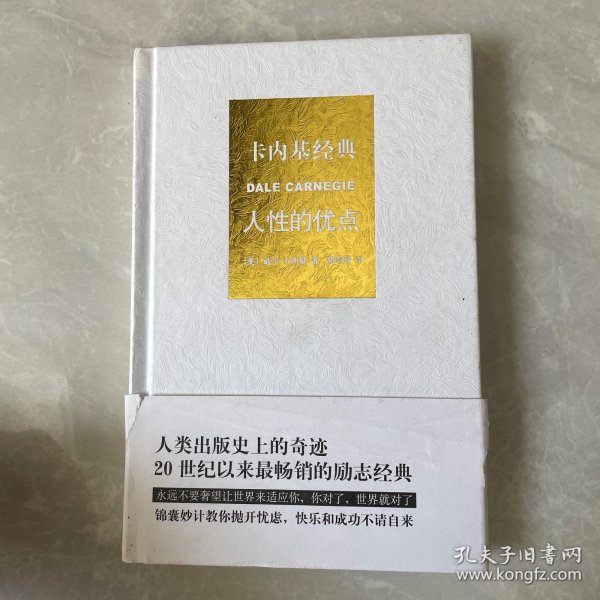 卡内基经典
DALE CARNEGIE
人性的优点
人类出版史上的奇迹
20世纪以来最畅销的励志经典
永远不要奢望让世界来适应你，你对了，世界就对了
锦囊妙计教你抛开忧虑，快乐和成功不请自来
孔夫子旧书网
www.kongfz.com